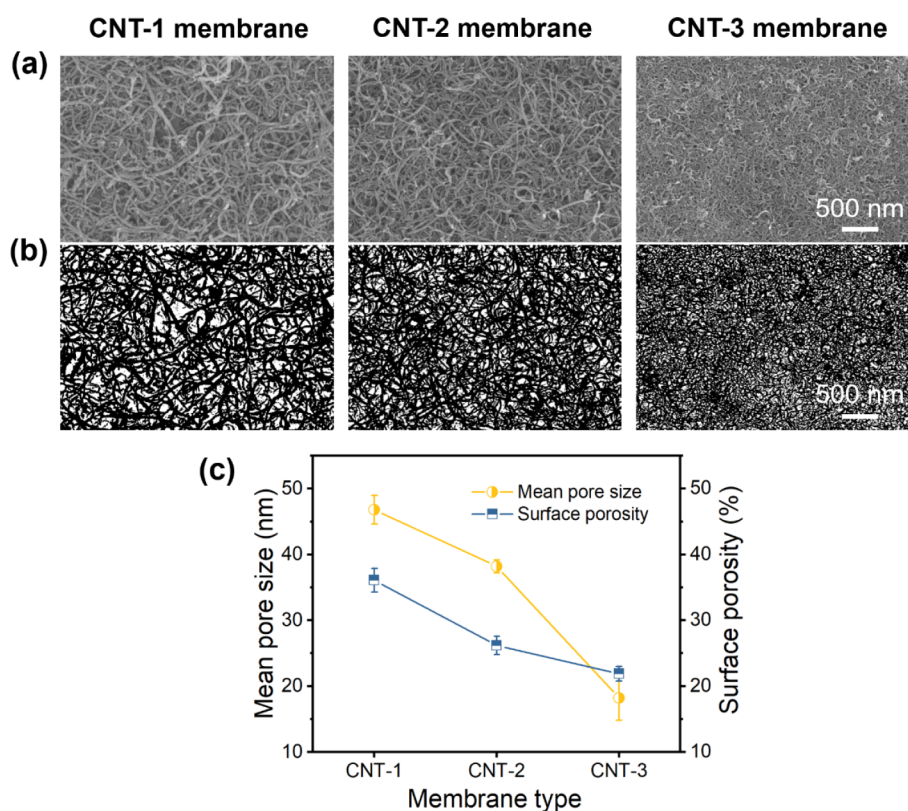 CNT-1 membrane CNT-2 membrane CNT-3 membrane
(a)
500 nm
(b)
500 nm
(c)
Mean pore size (nm)
Surface porosity (%)
Mean pore size
Surface porosity
50 50
40 40
30 30
20 20
10 10
CNT-1 CNT-2 CNT-3
Membrane type